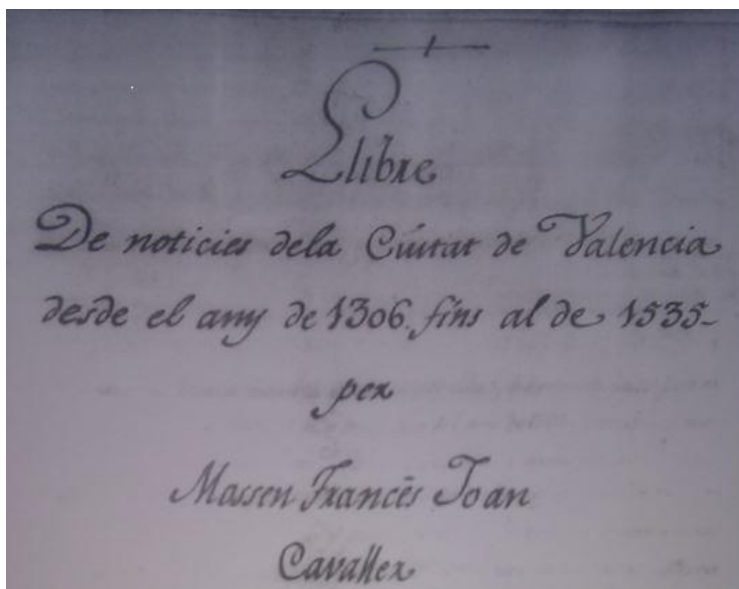 Llibre
De noticies dela Ciutat de Valencia
desde el any de 1306. fins al de 1535-
per
Mossen Francés Joan
Cavaller